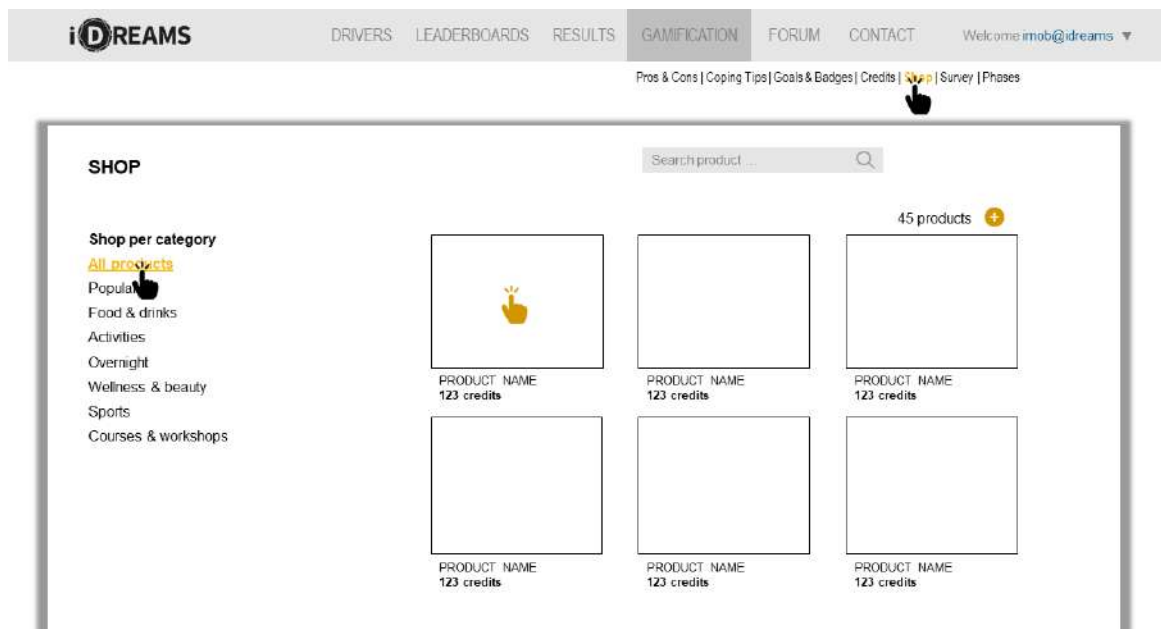 iDREAMS
DRIVERS LEADERBOARDS RESULTS GAMIFICATION FORUM CONTACT Welcome imob@idreams ▼
Pros & Cons | Coping Tips | Goals & Badges | Credits | Shop | Survey | Phases
SHOP
Search product ...
45 products
Shop per category
All products
Popular
Food & drinks
Activities
Overnight
Wellness & beauty
Sports
Courses & workshops
PRODUCT NAME PRODUCT NAME PRODUCT NAME
123 credits 123 credits 123 credits
PRODUCT NAME PRODUCT NAME PRODUCT NAME
123 credits 123 credits 123 credits